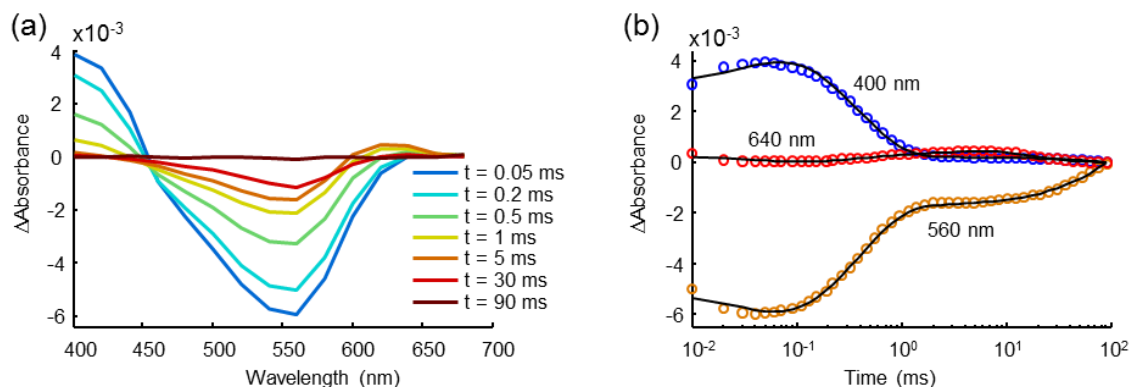 (a)
x10-3
4
2
0
-2
-4
-6
ΔAbsorbance
400 450 500 550 600 650 700
Wavelength (nm)
t = 0.05 ms
t = 0.2 ms
t = 0.5 ms
t = 1 ms
t = 5 ms
t = 30 ms
t = 90 ms
(b)
x10-3
4
2
0
-2
-4
-6
ΔAbsorbance
400 nm
640 nm
560 nm
10-2 10-1 100 101 102
Time (ms)